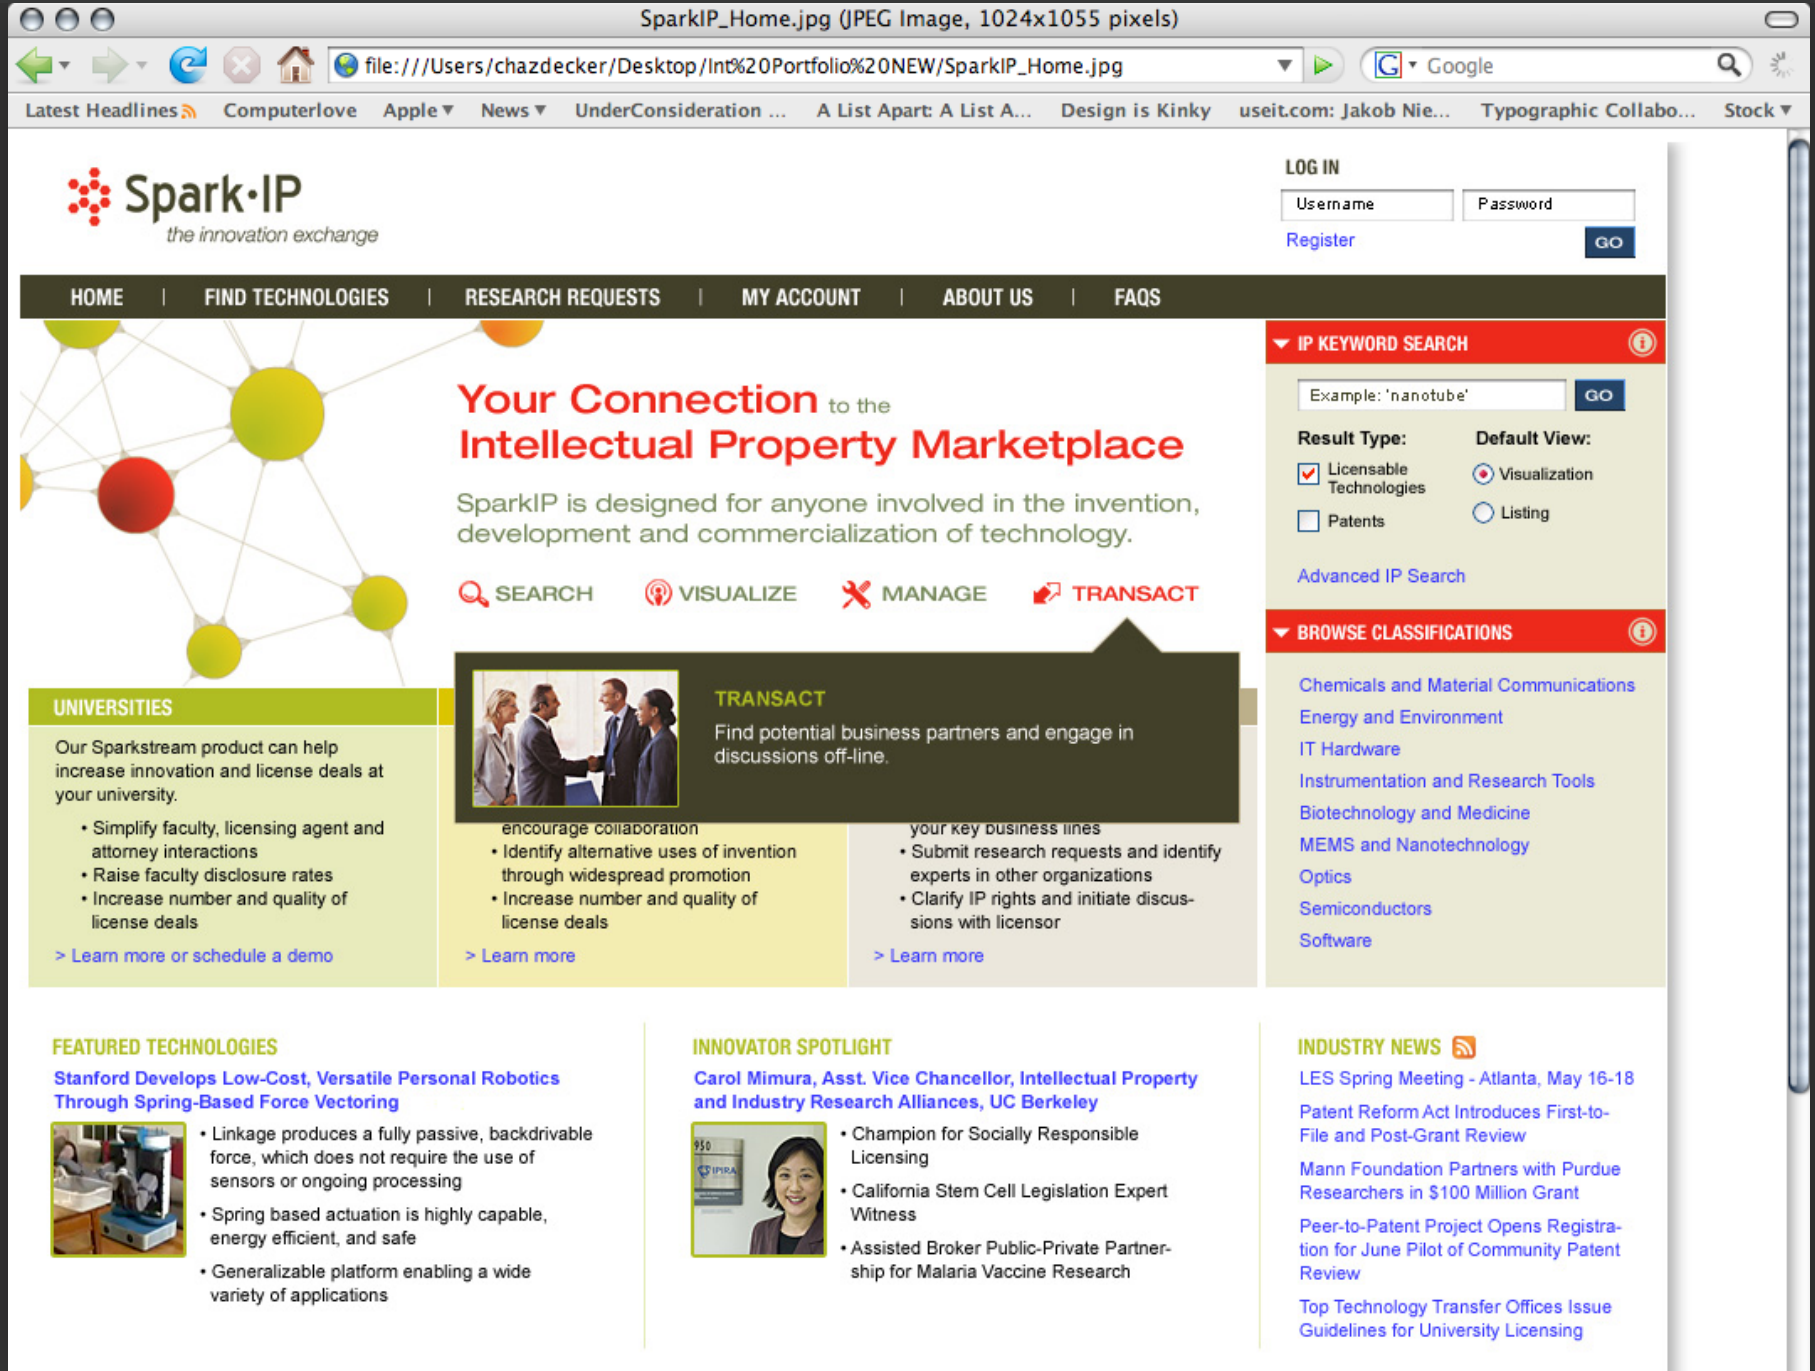 SparkIP_Home.jpg (JPEG Image, 1024x1055 pixels)
file:///Users/chazdecker/Desktop/Int%20Portfolio%20NEW/SparkIP_Home.jpg
Google
Latest Headlines Computerlove Apple News UnderConsideration ... A List Apart: A List A... Design is Kinky useit.com: Jakob Nie... Typographic Collabo... Stock
Spark·IP
the innovation exchange
LOG IN
Username Password
Register GO
HOME | FIND TECHNOLOGIES | RESEARCH REQUESTS | MY ACCOUNT | ABOUT US | FAQS
Your Connection to the
Intellectual Property Marketplace
SparkIP is designed for anyone involved in the invention,
development and commercialization of technology.
SEARCH VISUALIZE MANAGE TRANSACT
TRANSACT
Find potential business partners and engage in
discussions off-line.
IP KEYWORD SEARCH
Example: 'nanotube' GO
Result Type: Default View:
Licensable
Technologies
Visualization
Patents
Listing
Advanced IP Search
BROWSE CLASSIFICATIONS
Chemicals and Material Communications
Energy and Environment
IT Hardware
Instrumentation and Research Tools
Biotechnology and Medicine
MEMS and Nanotechnology
Optics
Semiconductors
Software
UNIVERSITIES
Our Sparkstream product can help
increase innovation and license deals at
your university.
• Simplify faculty, licensing agent and
attorney interactions
• Raise faculty disclosure rates
• Increase number and quality of
license deals
> Learn more or schedule a demo
encourage collaboration
• Identify alternative uses of invention
through widespread promotion
• Increase number and quality of
license deals
> Learn more
your key business lines
• Submit research requests and identify
experts in other organizations
• Clarify IP rights and initiate discus-
sions with licensor
> Learn more
FEATURED TECHNOLOGIES
Stanford Develops Low-Cost, Versatile Personal Robotics
Through Spring-Based Force Vectoring
• Linkage produces a fully passive, backdrivable
force, which does not require the use of
sensors or ongoing processing
• Spring based actuation is highly capable,
energy efficient, and safe
• Generalizable platform enabling a wide
variety of applications
INNOVATOR SPOTLIGHT
Carol Mimura, Asst. Vice Chancellor, Intellectual Property
and Industry Research Alliances, UC Berkeley
950
IPIRA
• Champion for Socially Responsible
Licensing
• California Stem Cell Legislation Expert
Witness
• Assisted Broker Public-Private Partner-
ship for Malaria Vaccine Research
INDUSTRY NEWS
LES Spring Meeting - Atlanta, May 16-18
Patent Reform Act Introduces First-to-
File and Post-Grant Review
Mann Foundation Partners with Purdue
Researchers in $100 Million Grant
Peer-to-Patent Project Opens Registra-
tion for June Pilot of Community Patent
Review
Top Technology Transfer Offices Issue
Guidelines for University Licensing